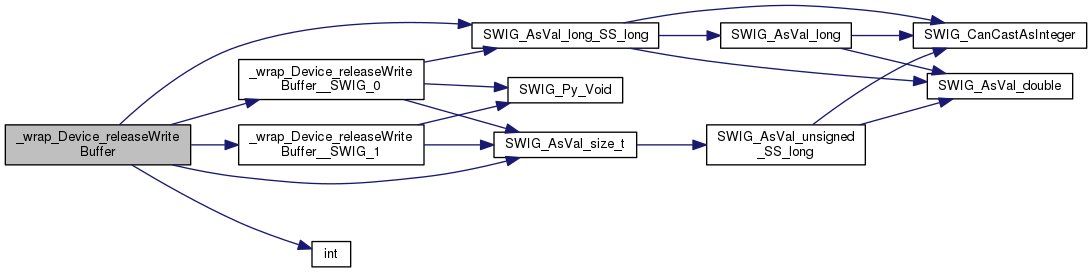 _wrap_Device_releaseWrite
Buffer
_wrap_Device_releaseWrite
Buffer__SWIG_0
_wrap_Device_releaseWrite
Buffer__SWIG_1
int
SWIG_AsVal_long_SS_long
SWIG_Py_Void
SWIG_AsVal_size_t
SWIG_AsVal_long
SWIG_AsVal_unsigned
_SS_long
SWIG_CanCastAsInteger
SWIG_AsVal_double